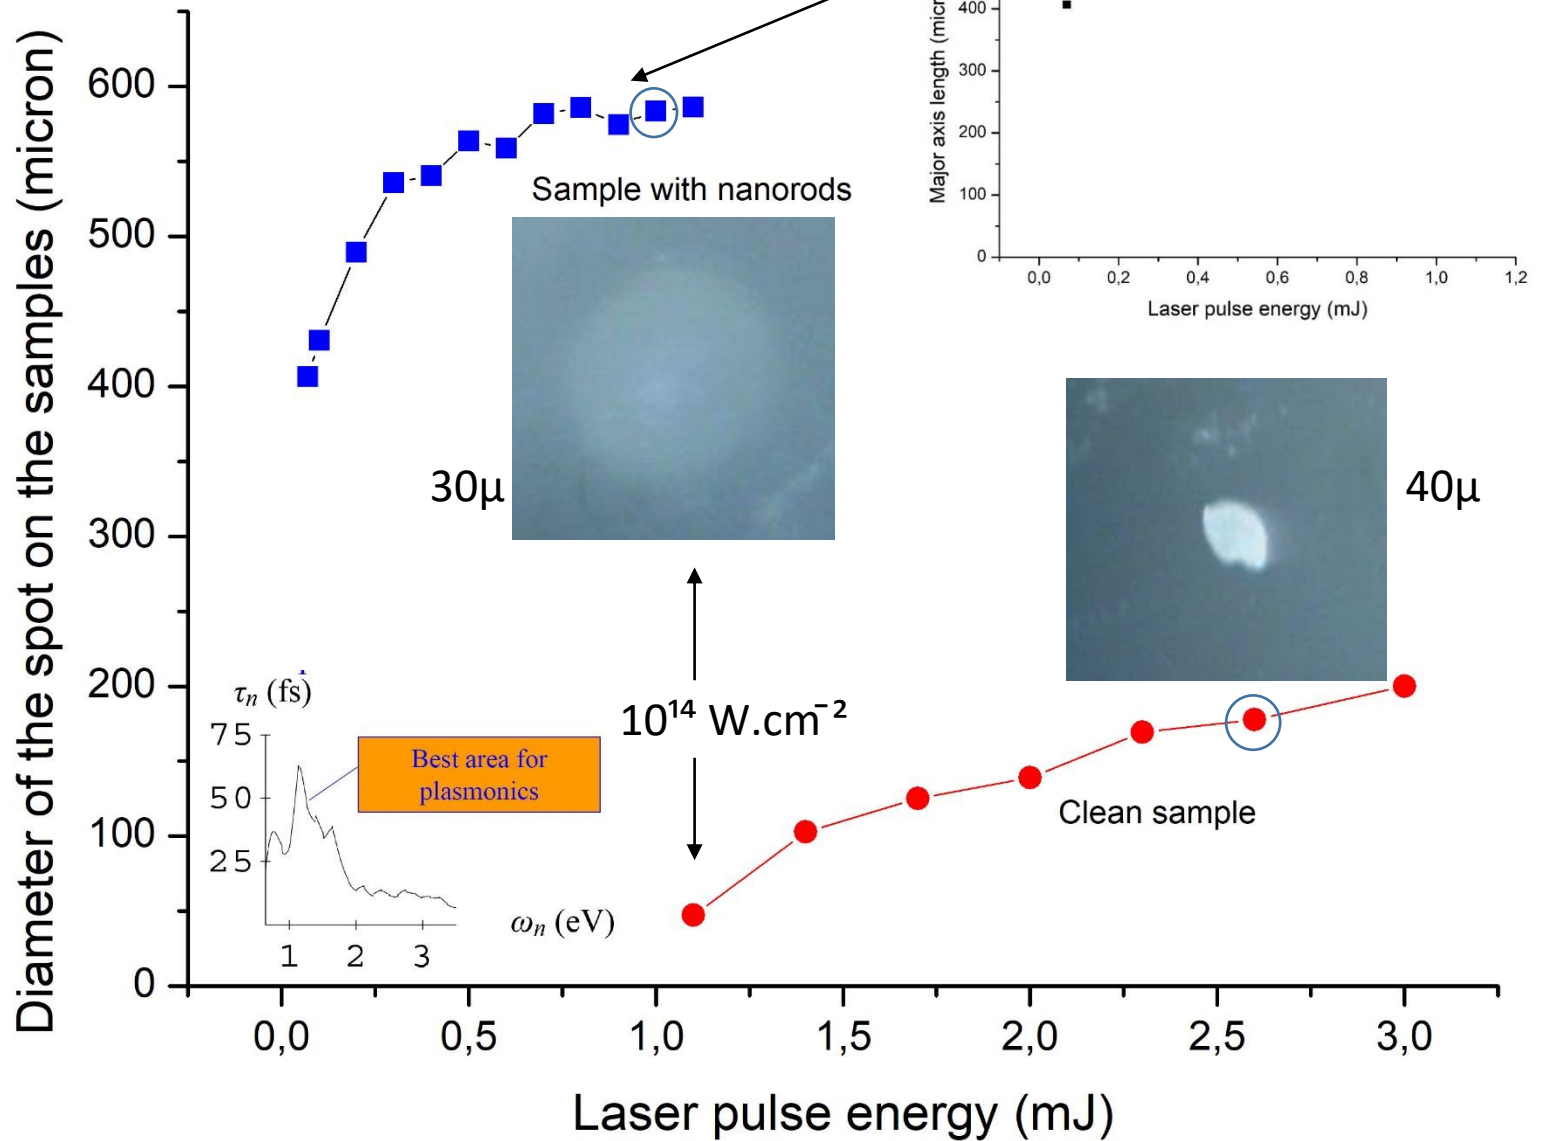 Diameter of the spot on the samples (micron)
600
500
400
300
200
100
0
0,0
0,5
1,0
1,5
2,0
2,5
3,0
Laser pulse energy (mJ)
Sample with nanorods
30µ
10¹⁴ W.cm⁻²
Clean sample
40µ
400
300
200
100
0
0,0
0,2
0,4
0,6
0,8
1,0
1,2
Major axis length
Laser pulse energy (mJ)
τn (fs)
75
50
25
Best area for
plasmonics
1
2
3
ωn (eV)